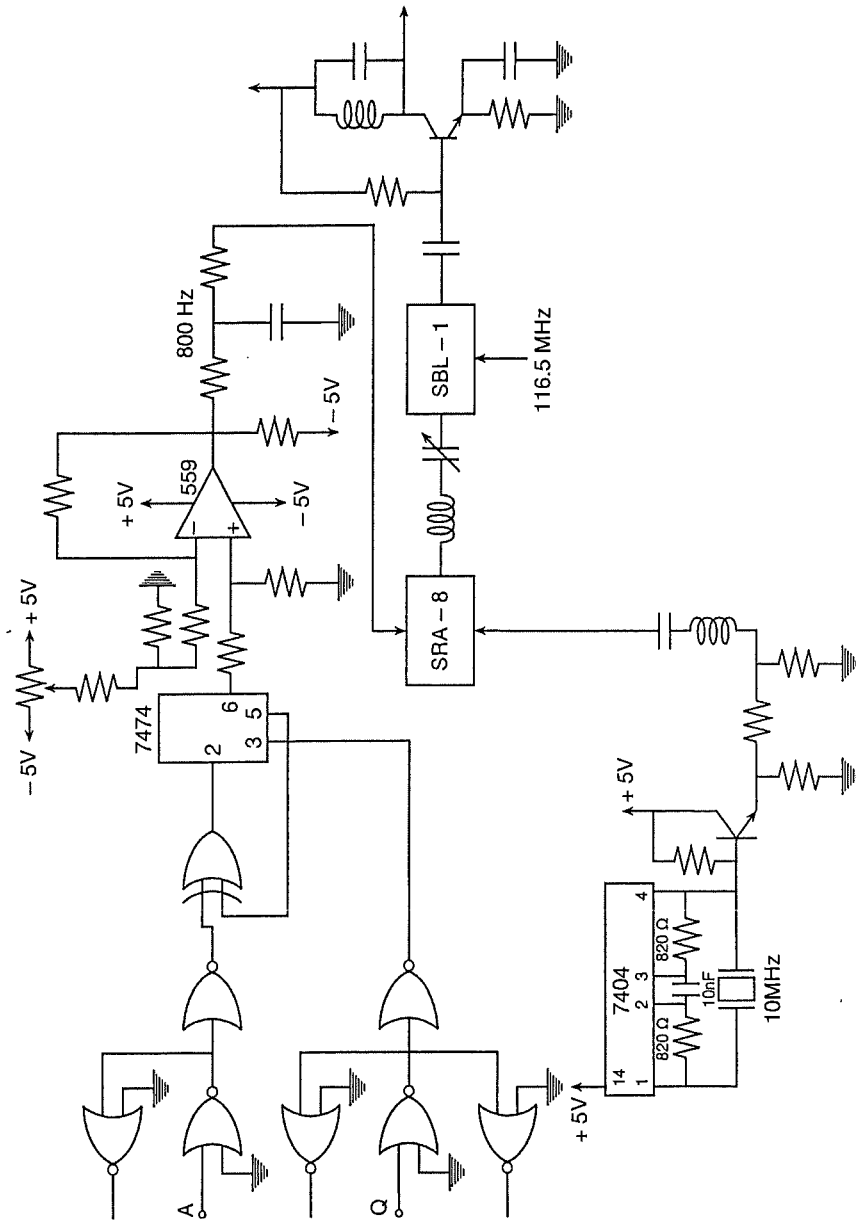 – 5V
+ 5V
7474
+ 5V
559
800 Hz
–
+
– 5V
– 5V
A
2
6
5
3
Q
SRA – 8
SBL – 1
116.5 MHz
+ 5V
14
7404
1
2
3
4
820 Ω
10nF
820 Ω
10MHz
+ 5V